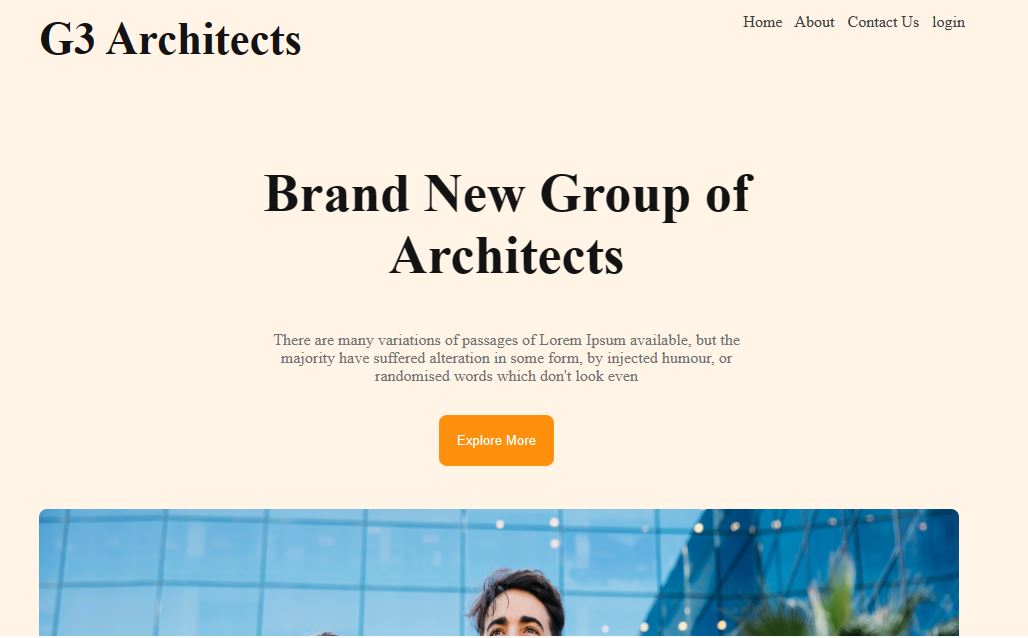 G3 Architects
Home About Contact Us login
Brand New Group of
Architects
There are many variations of passages of Lorem Ipsum available, but the
majority have suffered alteration in some form, by injected humour, or
randomised words which don't look even
Explore More